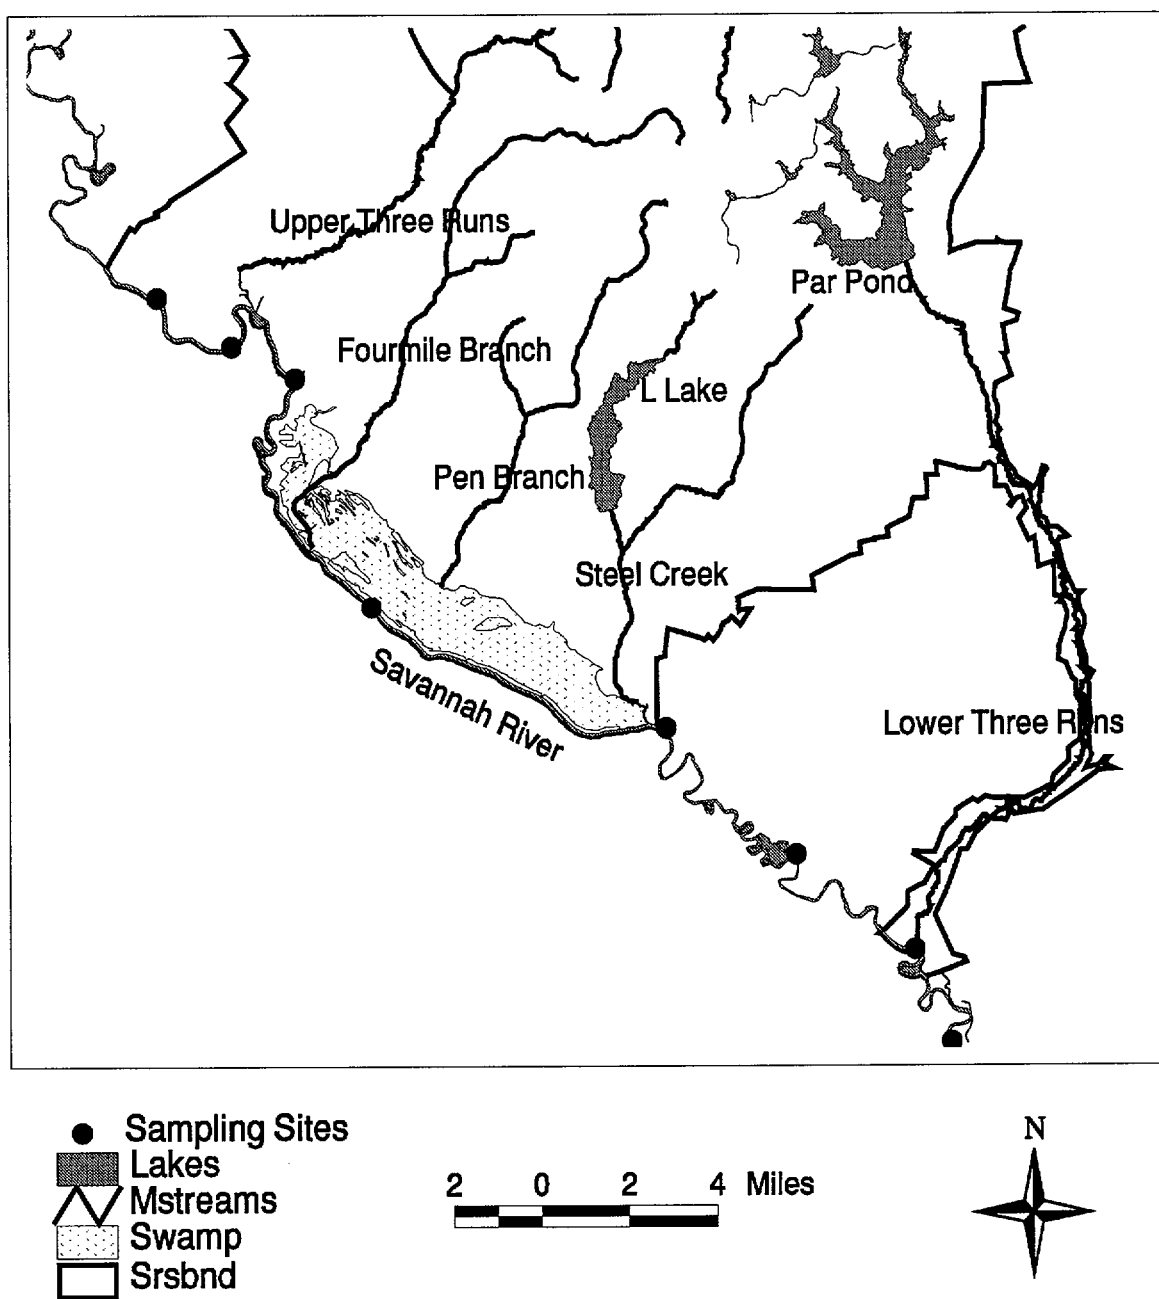 Upper Three Runs
Par Pond
Fourmile Branch
L Lake
Pen Branch
Steel Creek
Savannah River
Lower Three Runs
Sampling Sites
Lakes
Mstreams
Swamp
Srsbnd
2 0 2 4 Miles
N